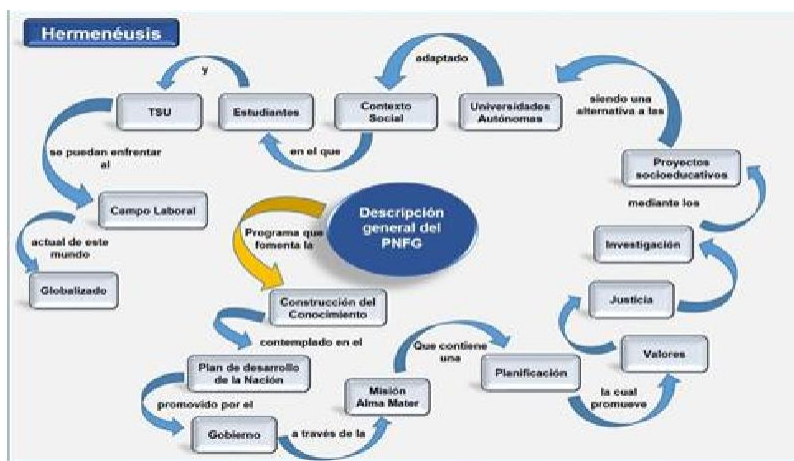 Hermenéusis
Descripción
general del
PNFG
Programa que
fomenta la
Construcción del
Conocimiento
contemplado en el
Plan de desarrollo
de la Nación
promovido por el
Gobierno
a través de la
Misión
Alma Mater
Que contiene
una
Planificación
la cual
promueve
Valores
Justicia
Investigación
mediante los
Proyectos
socioeducativos
siendo una
alternativa a las
Universidades
Autónomas
adaptado
Contexto
Social
en el que
Estudiantes
y
TSU
se puedan enfrentar
al
Campo Laboral
actual de este
mundo
Globalizado